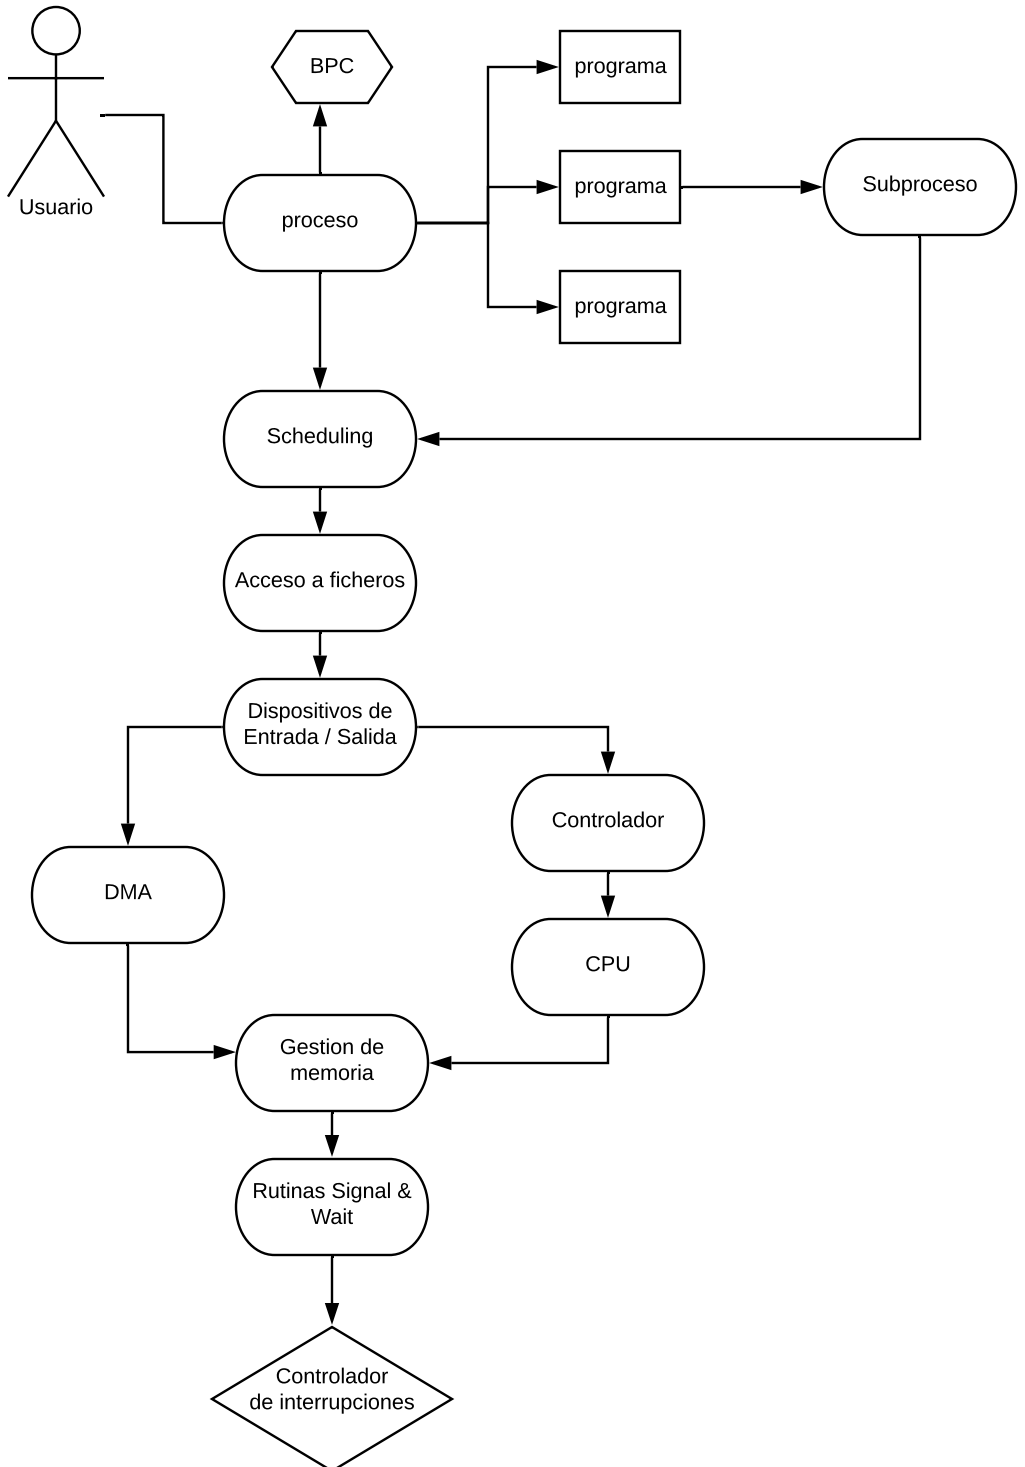 BPC
programa
programa
Subproceso
Usuario
proceso
programa
Scheduling
Acceso a ficheros
Dispositivos de
Entrada / Salida
Controlador
DMA
CPU
Gestion de
memoria
Rutinas Signal &
Wait
Controlador
de interrupciones